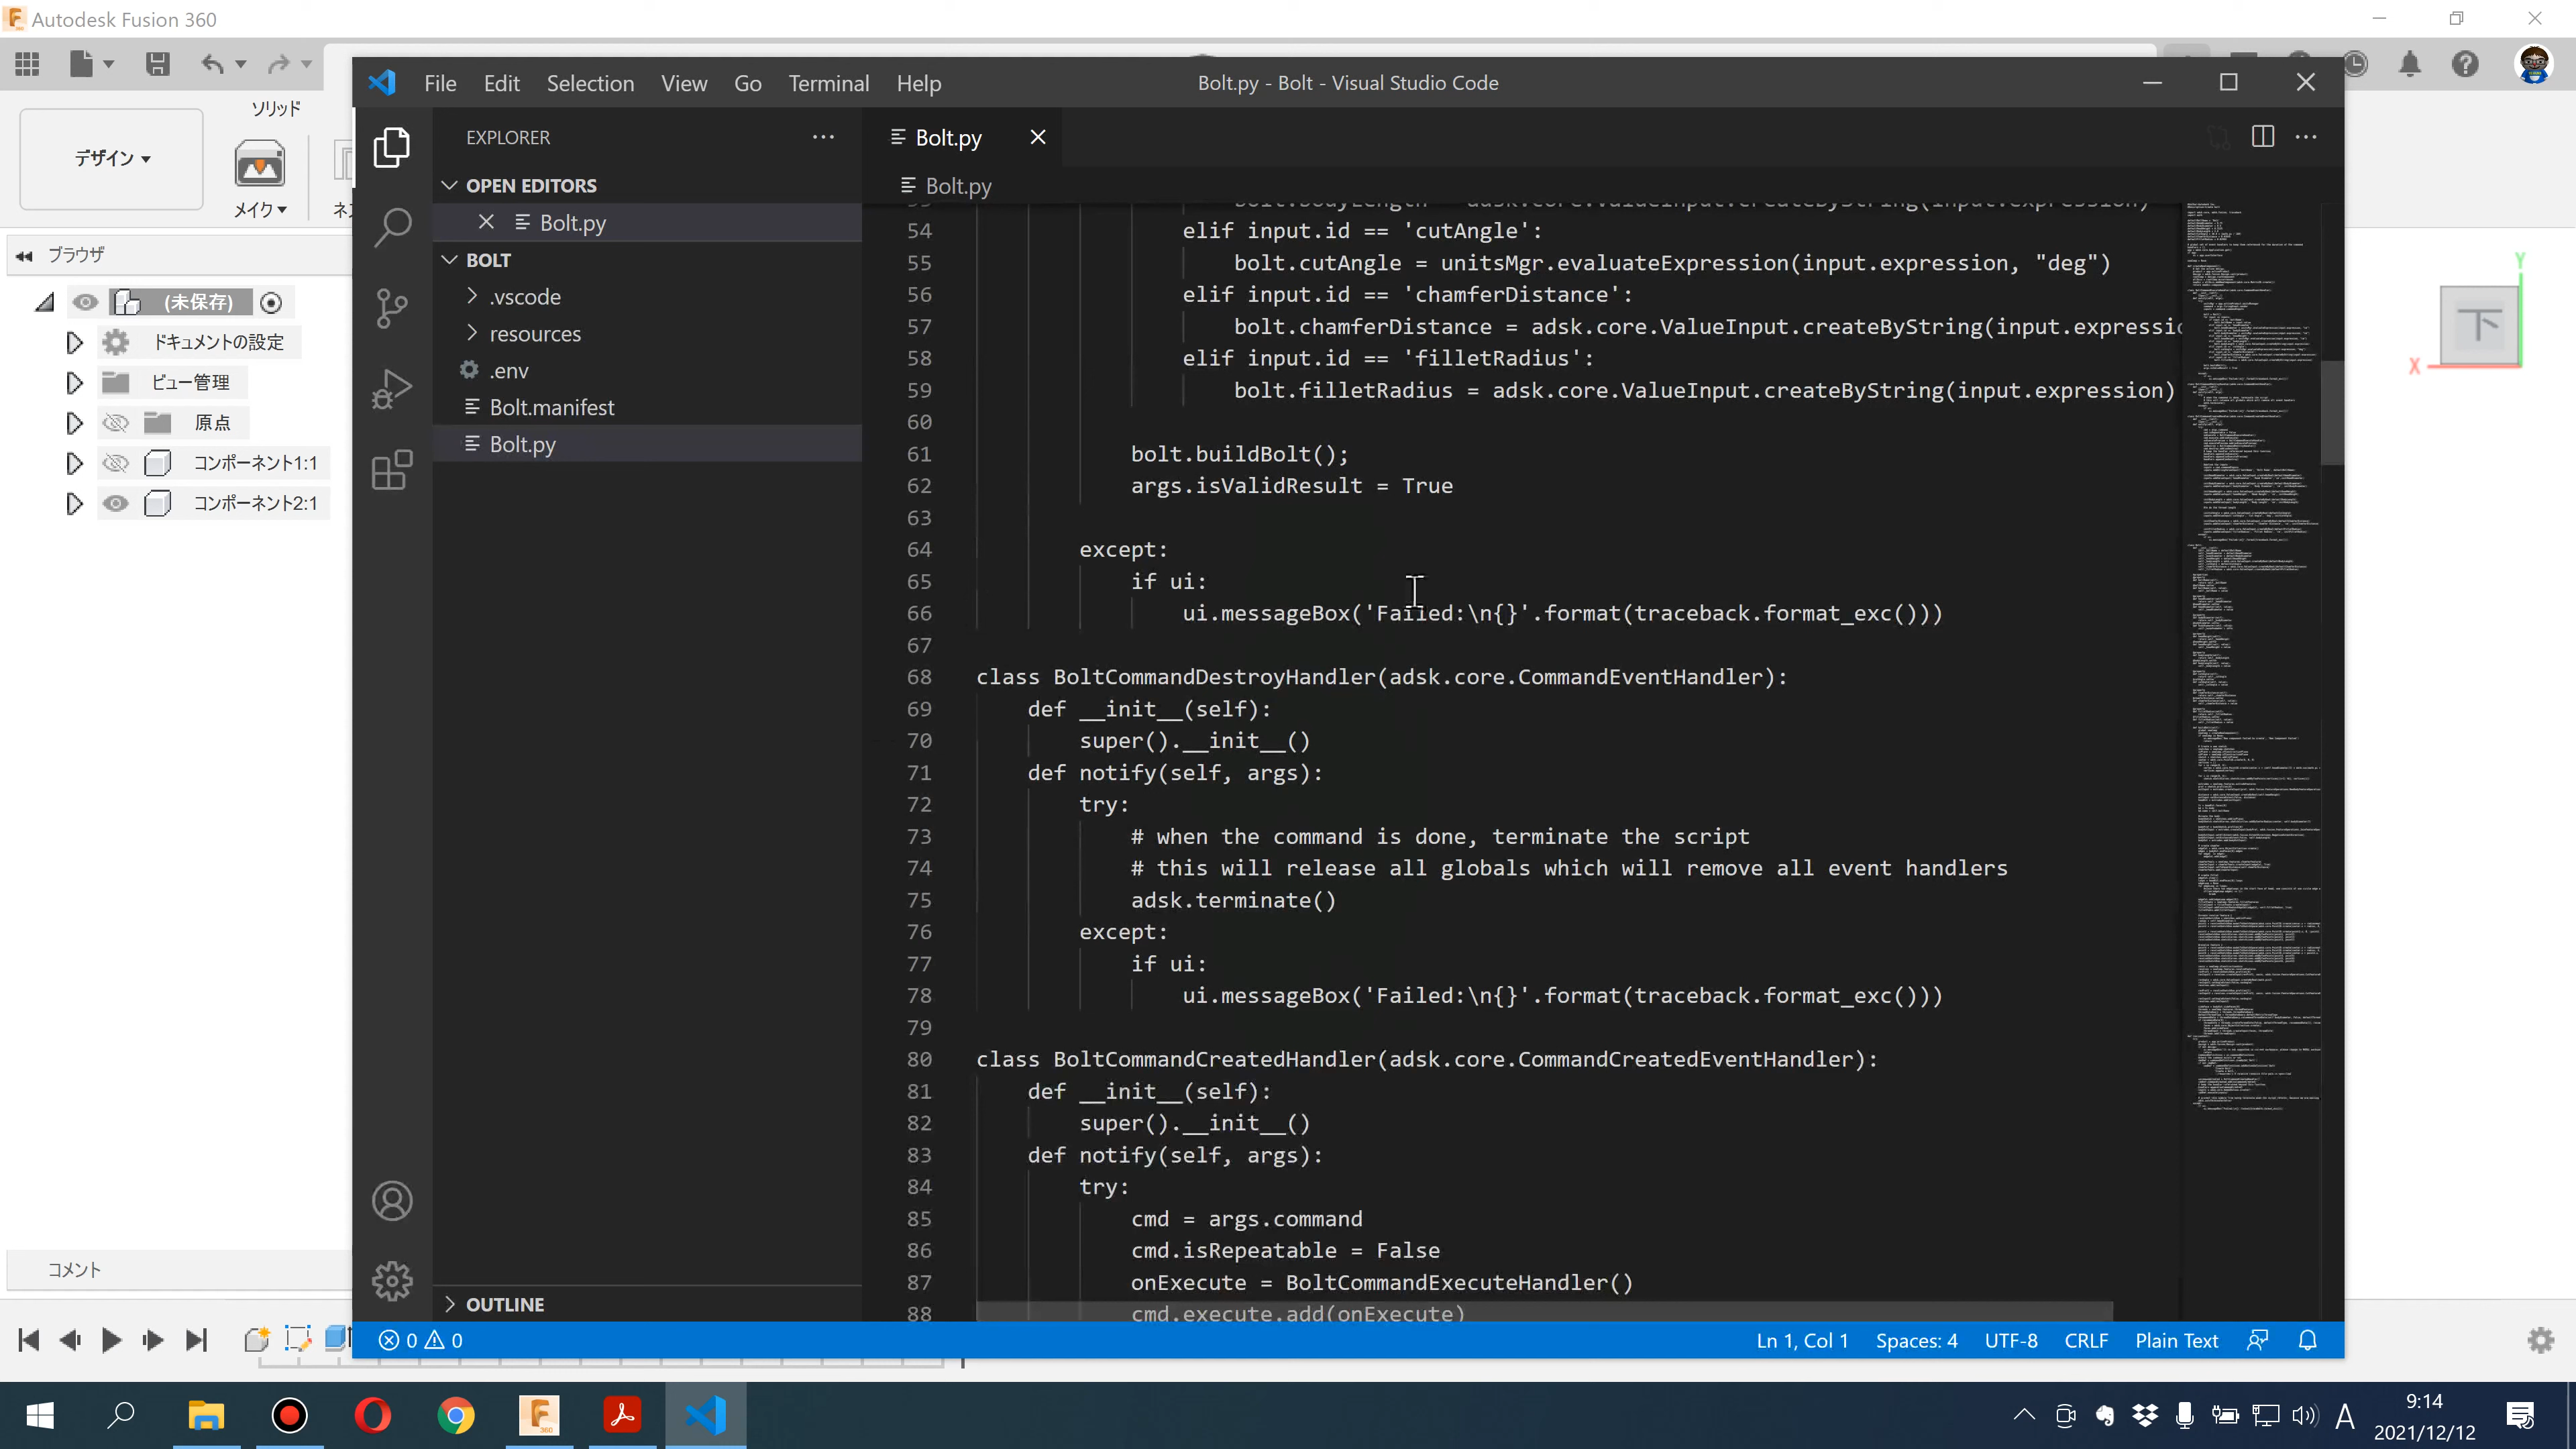 Autodesk Fusion 360
File Edit Selection View Go Terminal Help
Bolt.py - Bolt - Visual Studio Code
ソリッド
デザイン ▾
メイク▾
ブラウザ
(未保存)
ドキュメントの設定
ビュー管理
原点
コンポーネント1:1
コンポーネント2:1
コメント
EXPLORER
OPEN EDITORS
Bolt.py
BOLT
.vscode
resources
.env
Bolt.manifest
Bolt.py
OUTLINE
Bolt.py
Bolt.py
54 elif input.id == 'cutAngle':
55 bolt.cutAngle = unitsMgr.evaluateExpression(input.expression, "deg")
56 elif input.id == 'chamferDistance':
57 bolt.chamferDistance = adsk.core.ValueInput.createByString(input.expressio
58 elif input.id == 'filletRadius':
59 bolt.filletRadius = adsk.core.ValueInput.createByString(input.expression)
60
61 bolt.buildBolt();
62 args.isValidResult = True
63
64 except:
65 if ui:
66 ui.messageBox('Failed:\n{}'.format(traceback.format_exc()))
67
68 class BoltCommandDestroyHandler(adsk.core.CommandEventHandler):
69 def __init__(self):
70 super().__init__()
71 def notify(self, args):
72 try:
73 # when the command is done, terminate the script
74 # this will release all globals which will remove all event handlers
75 adsk.terminate()
76 except:
77 if ui:
78 ui.messageBox('Failed:\n{}'.format(traceback.format_exc()))
79
80 class BoltCommandCreatedHandler(adsk.core.CommandCreatedEventHandler):
81 def __init__(self):
82 super().__init__()
83 def notify(self, args):
84 try:
85 cmd = args.command
86 cmd.isRepeatable = False
87 onExecute = BoltCommandExecuteHandler()
88 cmd.execute.add(onExecute)
Y
下
X
0 0
Ln 1, Col 1 Spaces: 4 UTF-8 CRLF Plain Text
A
9:14
2021/12/12